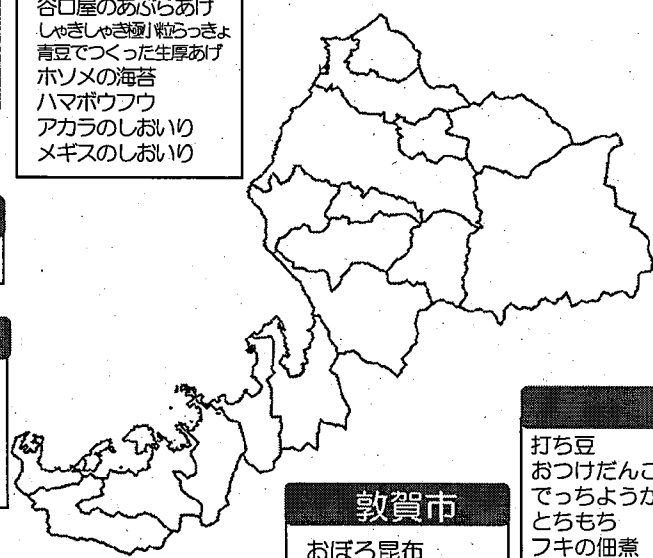 谷口屋のあぶらあげ
しゃきしゃき極小粒らっきょ
青豆でつくった生厚あげ
ホソメの海苔
ハマボウフウ
アカラのしおいり
メギスのしおいり
敦賀市
おぼろ昆布
打ち豆
おつけだんご
でっちようか
とちもち
フキの佃煮